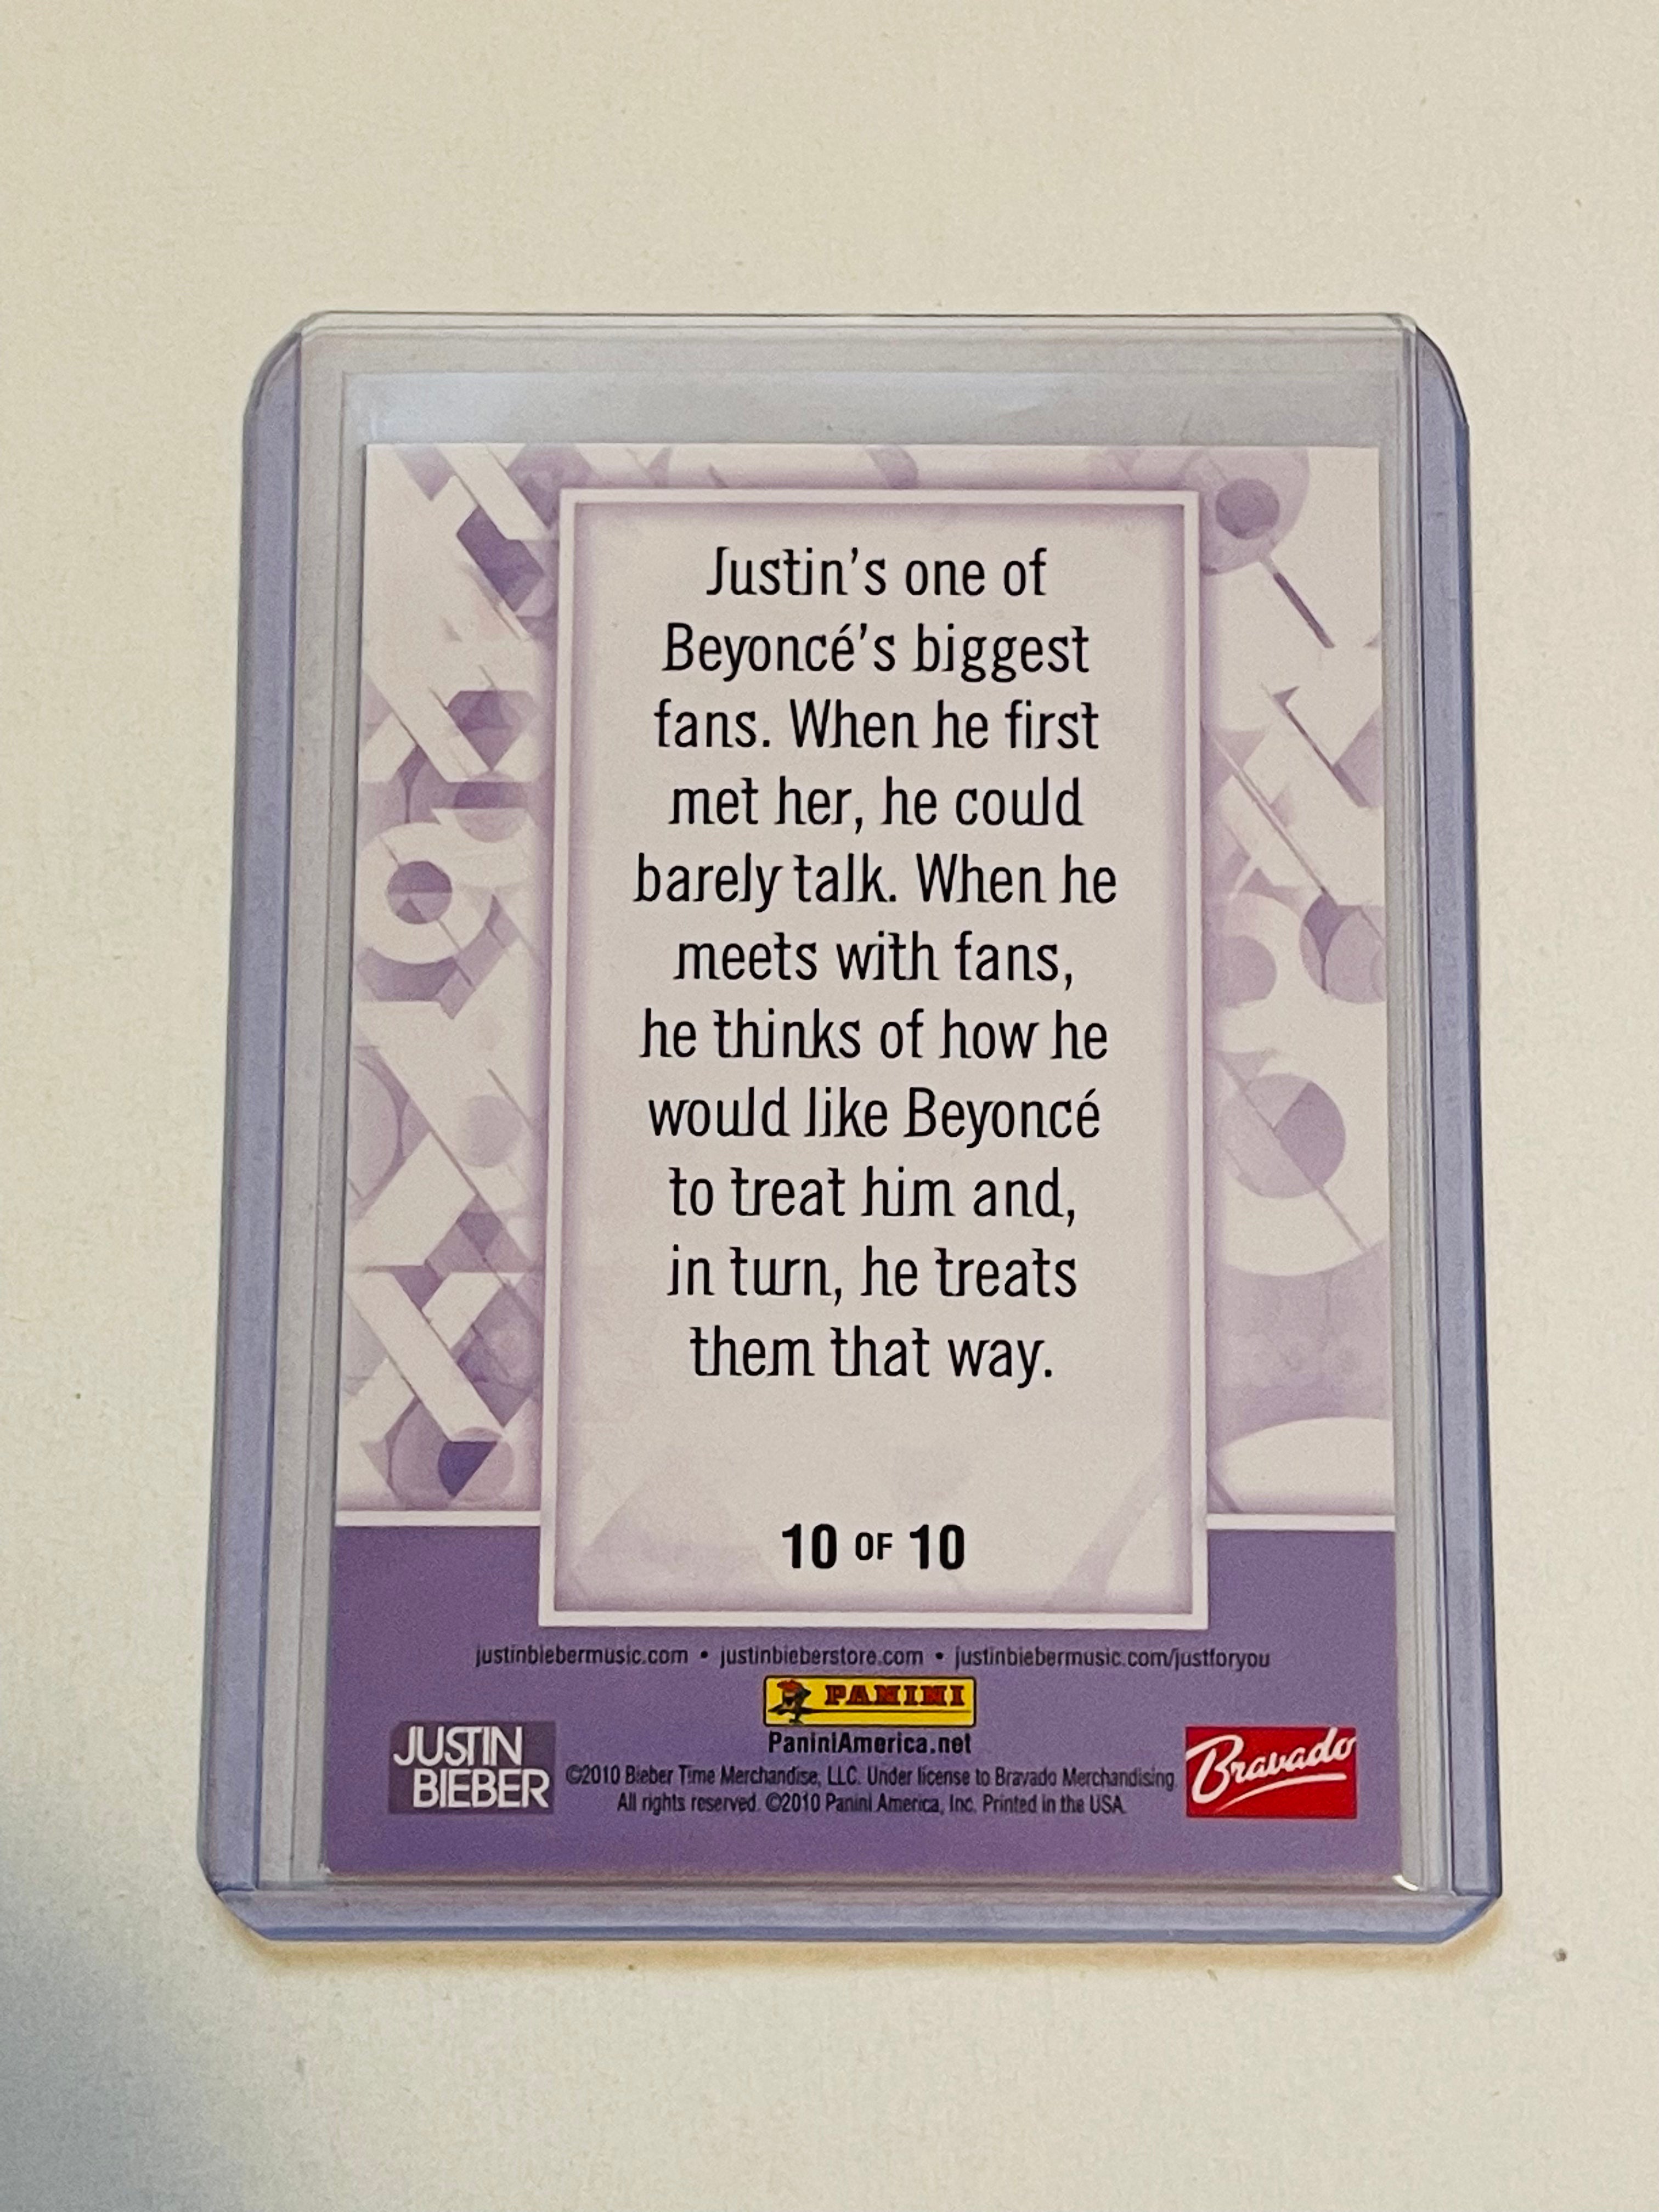 Justin's one of
Beyoncé's biggest
fans. When he first
met her, he could
barely talk. When he
meets with fans,
he thinks of how he
would like Beyoncé
to treat him and,
in turn, he treats
them that way.
10 OF 10
justinbiebermusic.com • justinbieberstore.com • justinbiebermusic.com/justforyou
PANINI
PaniniAmerica.net
JUSTIN
BIEBER
©2010 Bieber Time Merchandise, LLC. Under license to Bravado Merchandising.
All rights reserved. ©2010 Panini America, Inc. Printed in the USA.
Bravado